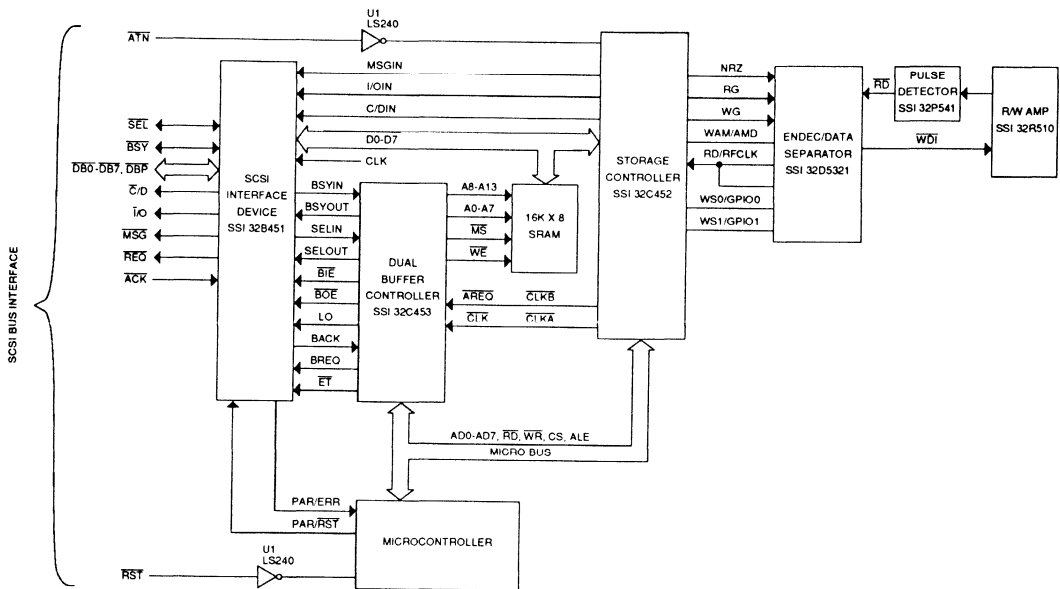 U1
LS240
ATN
MSGIN
I/OIN
C/DIN
D0-D7
CLK
SEL
BSY
DB0-DB7, DBP
C/D
I/O
MSG
REQ
ACK
SCSI
INTERFACE
DEVICE
SSI 32B451
BSYIN
BSYOUT
SELIN
SELOUT
BIE
BOE
LO
BACK
BREQ
ET
DUAL
BUFFER
CONTROLLER
SSI 32C453
A8-A13
A0-A7
MS
WE
16K X 8
SRAM
AREQ
CLKB
CLK
CLKA
STORAGE
CONTROLLER
SSI 32C452
NRZ
RG
WG
WAM/AMD
RD/RFCLK
WS0/GPIO0
WS1/GPIO1
ENDEC/DATA
SEPARATOR
SSI 32D5321
RD
WDI
PULSE
DETECTOR
SSI 32P541
R/W AMP
SSI 32R510
SCSI BUS INTERFACE
AD0-AD7, RD, WR, CS, ALE
MICRO BUS
PAR/ERR
PAR/RST
MICROCONTROLLER
U1
LS240
RST